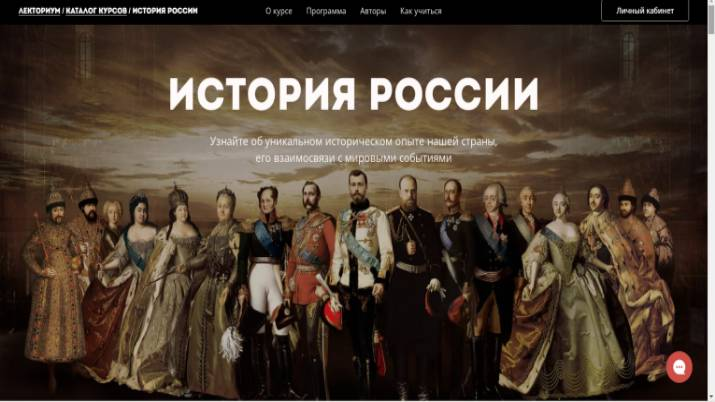 ЛЕКТОРИУМ / КАТАЛОГ КУРСОВ / ИСТОРИЯ РОССИИ
О курсе Программа Авторы Как учиться
Личный кабинет
ИСТОРИЯ РОССИИ
Узнайте об уникальном историческом опыте нашей страны,
его взаимосвязи с мировыми событиями